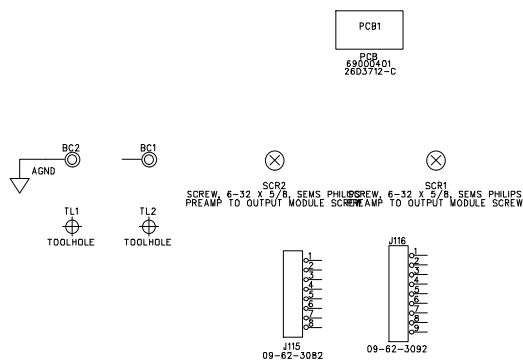 PCB1
PCB
69000401
26D3712-C
BC2
BC1
AGND
TL1
TOOLHOLE
TL2
TOOLHOLE
SCR2
SCREW, 6-32 X 5/8, SEMS PHILIPS
PREAMP TO OUTPUT MODULE SCREW
SCR1
SCREW, 6-32 X 5/8, SEMS PHILIPS
PREAMP TO OUTPUT MODULE SCREW
1
2
3
4
5
6
7
8
J115
09-62-3082
J116
1
2
3
4
5
6
7
8
9
09-62-3092